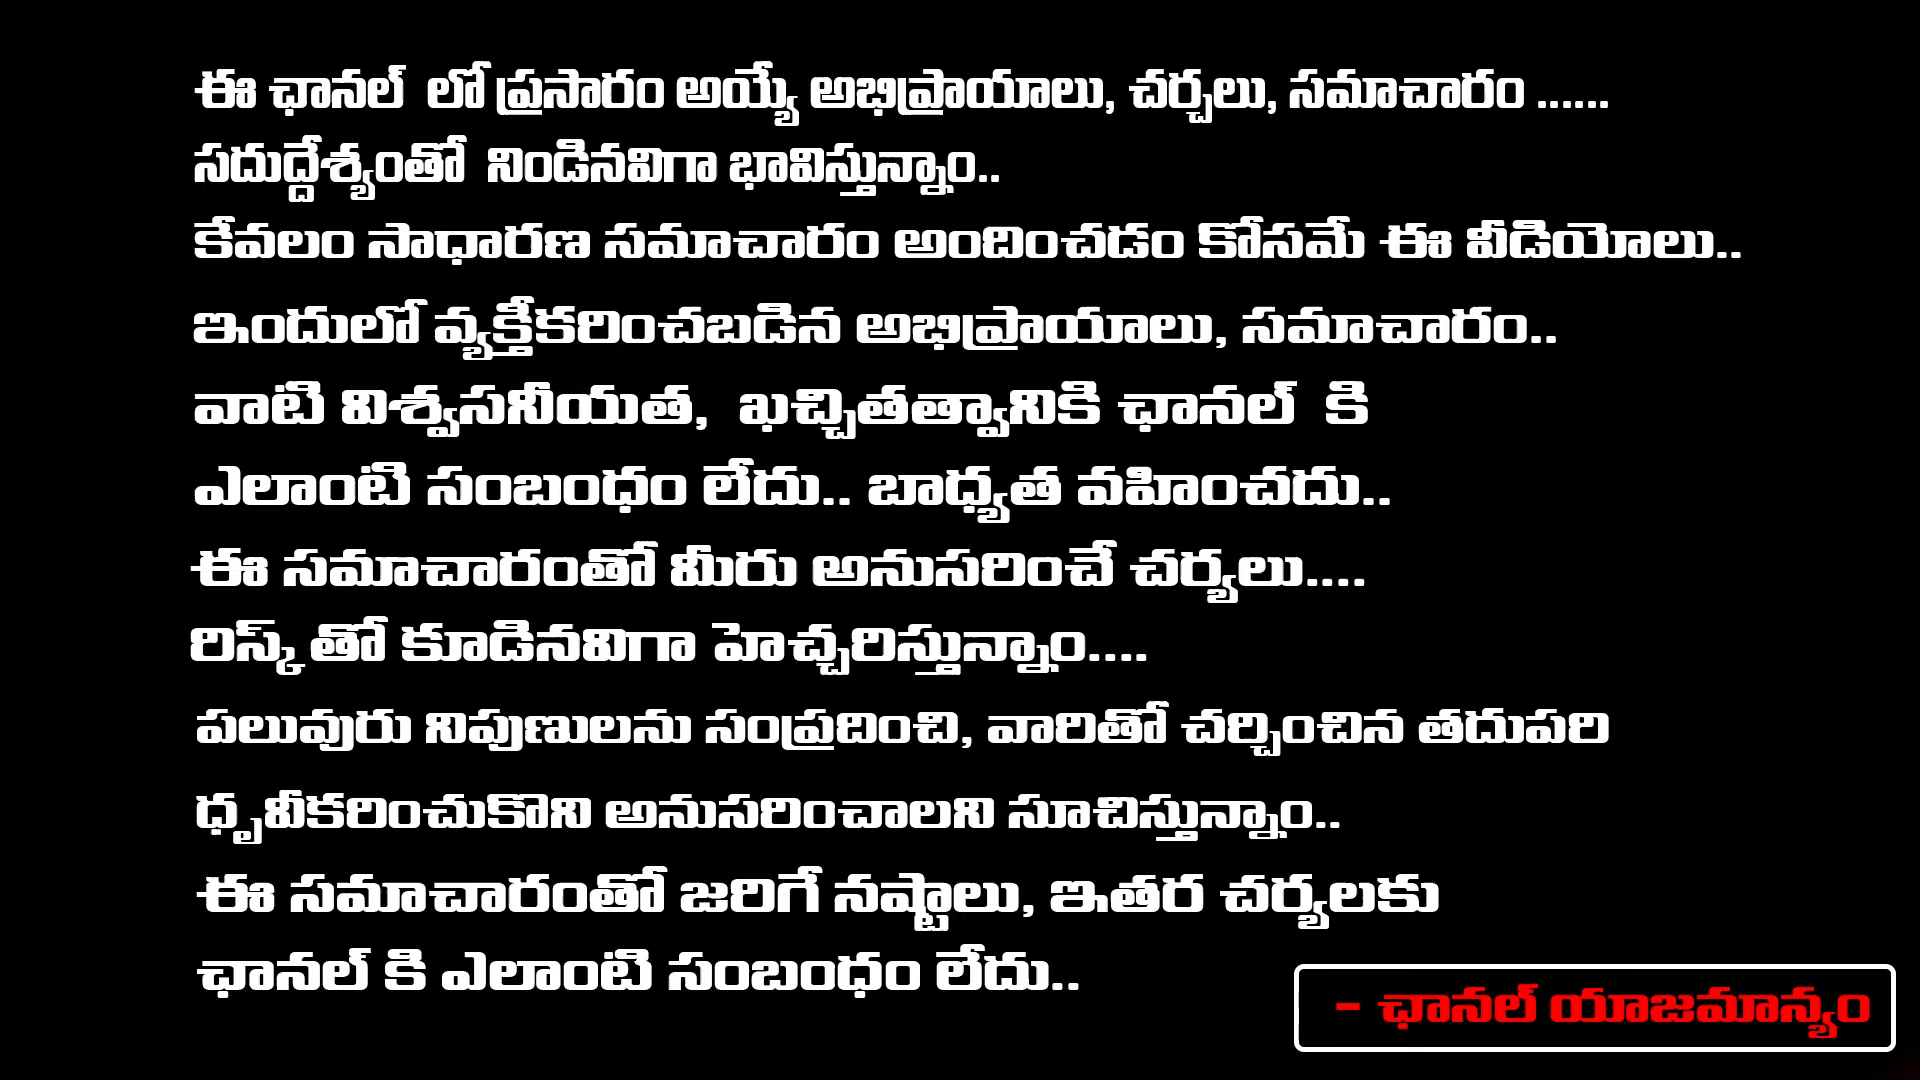 ఈ ఛానల్ లో ప్రసారం అయ్యే అభిప్రాయాలు, చర్చలు, సమాచారం ......
సదుద్దేశ్యంతో నిండినవిగా భావిస్తున్నాం..
కేవలం సాధారణ సమాచారం అందించడం కోసమే ఈ వీడియోలు..
ఇందులో వ్యక్తీకరించబడిన అభిప్రాయాలు, సమాచారం..
వాటి విశ్వసనీయత, ఖచ్చితత్వానికి ఛానల్ కి
ఎలాంటి సంబంధం లేదు.. బాధ్యత వహించదు..
ఈ సమాచారంతో మీరు అనుసరించే చర్యలు....
రిస్క్ తో కూడినవిగా హెచ్చరిస్తున్నాం....
పలువురు నిపుణులను సంప్రదించి, వారితో చర్చించిన తదుపరి
ధృవీకరించుకొని అనుసరించాలని సూచిస్తున్నాం..
ఈ సమాచారంతో జరిగే నష్టాలు, ఇతర చర్యలకు
ఛానల్ కి ఎలాంటి సంబంధం లేదు..
- ఛానల్ యాజమాన్యం